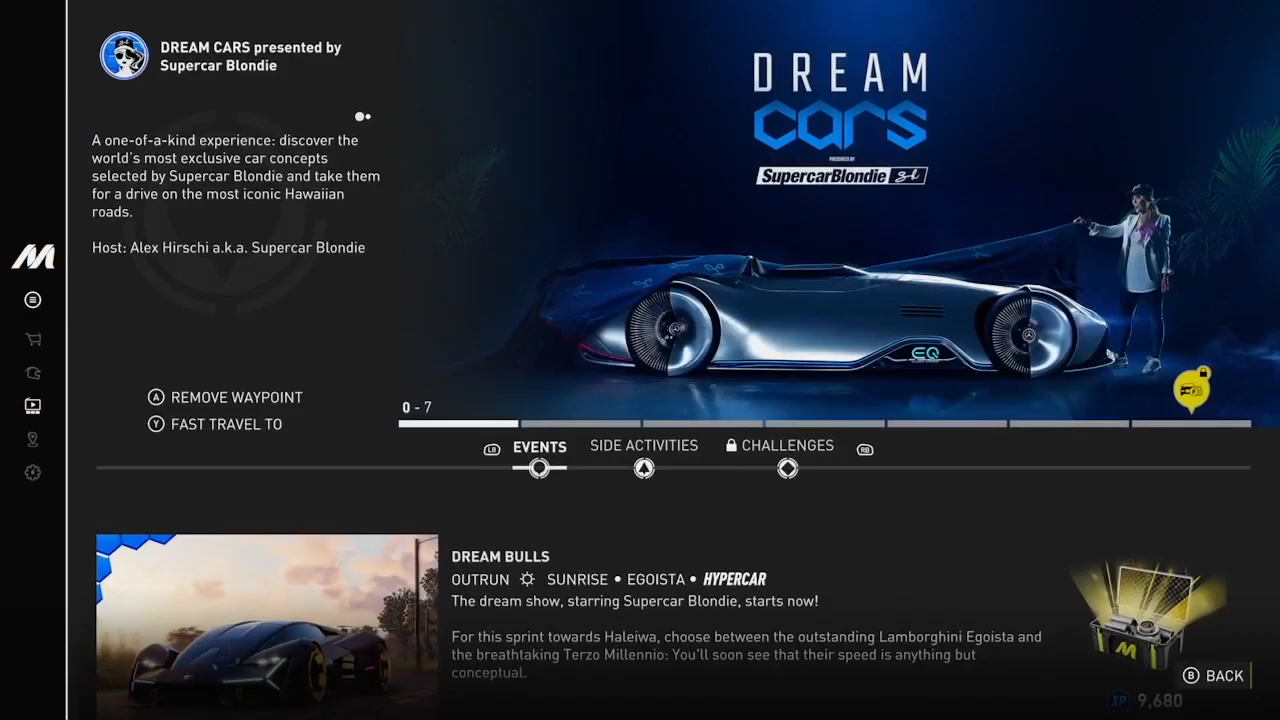 DREAM CARS presented by
Supercar Blondie
A one-of-a-kind experience: discover the
world's most exclusive car concepts
selected by Supercar Blondie and take them
for a drive on the most iconic Hawaiian
roads.
Host: Alex Hirschi a.k.a. Supercar Blondie
DREAM
cars
PRESENTED BY
SupercarBlondie
EQ
A REMOVE WAYPOINT
Y FAST TRAVEL TO
0 - 7
LB EVENTS SIDE ACTIVITIES CHALLENGES RB
DREAM BULLS
OUTRUN SUNRISE • EGOISTA • HYPERCAR
The dream show, starring Supercar Blondie, starts now!
For this sprint towards Haleiwa, choose between the outstanding Lamborghini Egoista and
the breathtaking Terzo Millennio: You'll soon see that their speed is anything but
conceptual.
B BACK
XP 9,680